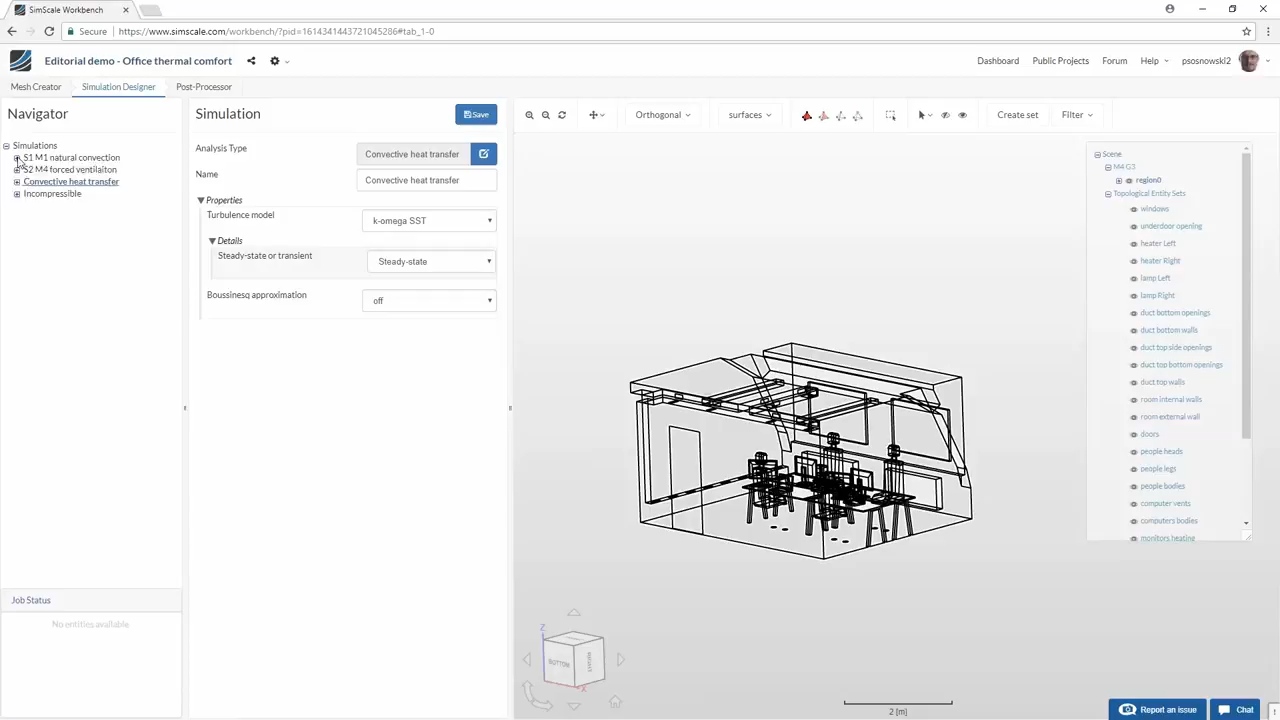 SimScale Workbench
Secure
https://www.simscale.com/workbench/?pid=1614341443721045286#tab_1-0
Editorial demo - Office thermal comfort
Dashboard
Public Projects
Forum
Help
psosnowski2
Mesh Creator
Simulation Designer
Post-Processor
Navigator
Simulations
S1 M1 natural convection
S2 M4 forced ventilaiton
Convective heat transfer
Incompressible
Job Status
No entities available
Simulation
Save
Analysis Type
Convective heat transfer
Name
Convective heat transfer
Properties
Turbulence model
k-omega SST
Details
Steady-state or transient
Steady-state
Boussinesq approximation
off
Orthogonal
surfaces
Create set
Filter
Scene
M4 G3
region0
Topological Entity Sets
windows
underdoor opening
heater Left
heater Right
lamp Left
lamp Right
duct bottom openings
duct bottom walls
duct top side openings
duct top bottom openings
duct top walls
room internal walls
room external wall
doors
people heads
people legs
people bodies
computer vents
computers bodies
monitors heating
Z
BOTTOM
X
2 [m]
Report an issue
Chat